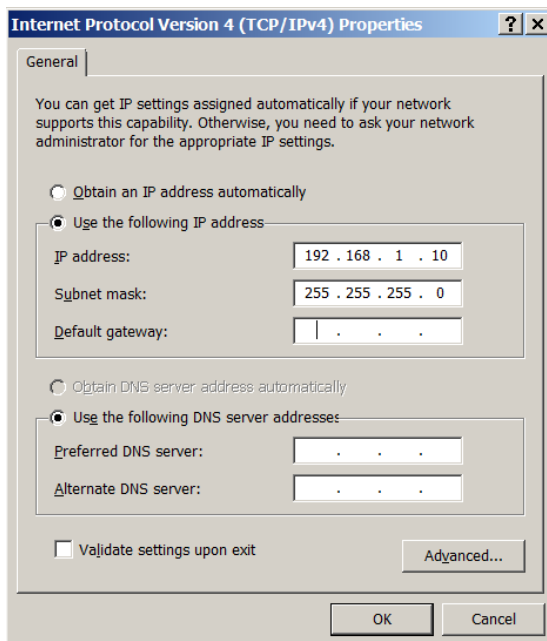 Internet Protocol Version 4 (TCP/IPv4) Properties
General
You can get IP settings assigned automatically if your network
supports this capability. Otherwise, you need to ask your network
administrator for the appropriate IP settings.
Obtain an IP address automatically
Use the following IP address
IP address: 192 . 168 . 1 . 10
Subnet mask: 255 . 255 . 255 . 0
Default gateway: . . .
Obtain DNS server address automatically
Use the following DNS server addresses
Preferred DNS server: . . .
Alternate DNS server: . . .
Validate settings upon exit
Advanced...
OK Cancel